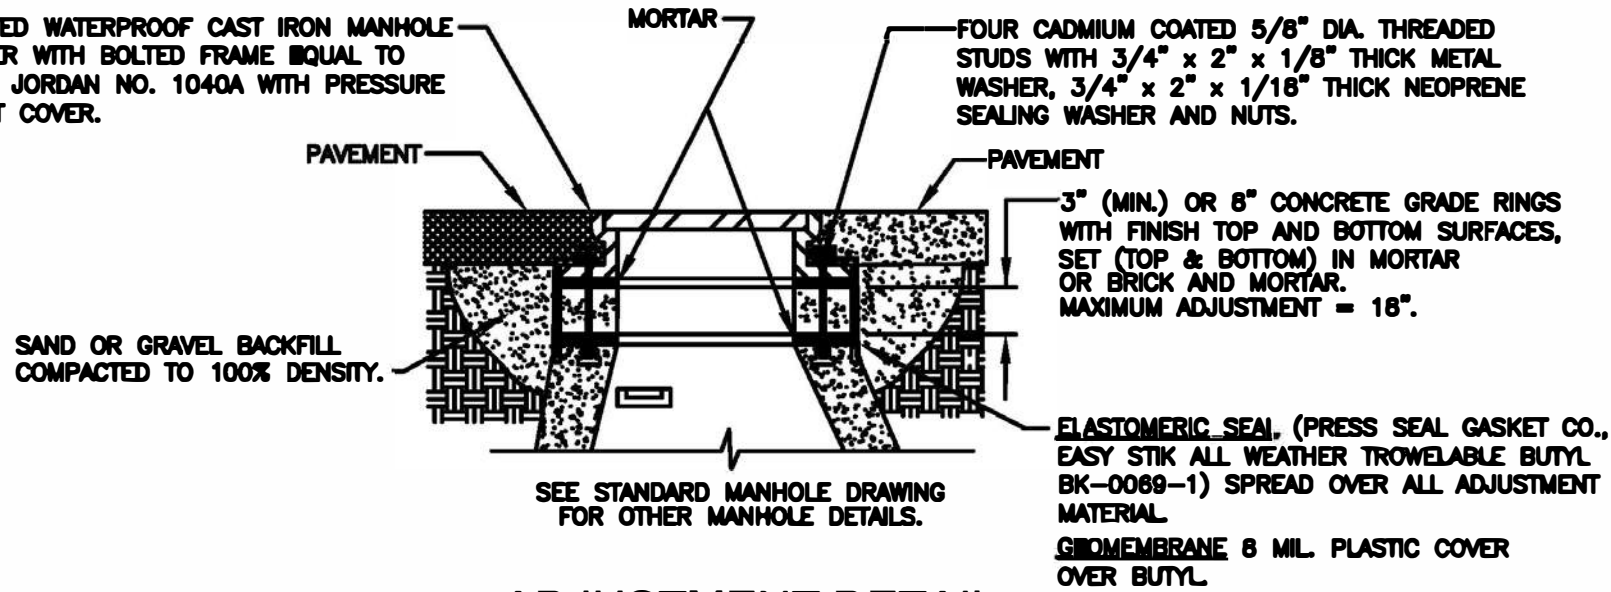 ED WATERPROOF CAST IRON MANHOLE
ER WITH BOLTED FRAME EQUAL TO
JORDAN NO. 1040A WITH PRESSURE
T COVER.
MORTAR
FOUR CADMIUM COATED 5/8" DIA. THREADED
STUDS WITH 3/4" x 2" x 1/8" THICK METAL
WASHER, 3/4" x 2" x 1/16" THICK NEOPRENE
SEALING WASHER AND NUTS.
PAVEMENT
PAVEMENT
3" (MIN.) OR 6" CONCRETE GRADE RINGS
WITH FINISH TOP AND BOTTOM SURFACES,
SET (TOP & BOTTOM) IN MORTAR
OR BRICK AND MORTAR.
MAXIMUM ADJUSTMENT = 18".
SAND OR GRAVEL BACKFILL
COMPACTED TO 100% DENSITY.
ELASTOMERIC SEAL, (PRESS SEAL GASKET CO.,
EASY STIK ALL WEATHER TROWELABLE BUTYL
BK-0069-1) SPREAD OVER ALL ADJUSTMENT
MATERIAL
GEOMEMBRANE 8 MIL. PLASTIC COVER
OVER BUTYL
SEE STANDARD MANHOLE DRAWING
FOR OTHER MANHOLE DETAILS.
ADJUSTMENT DETAIL